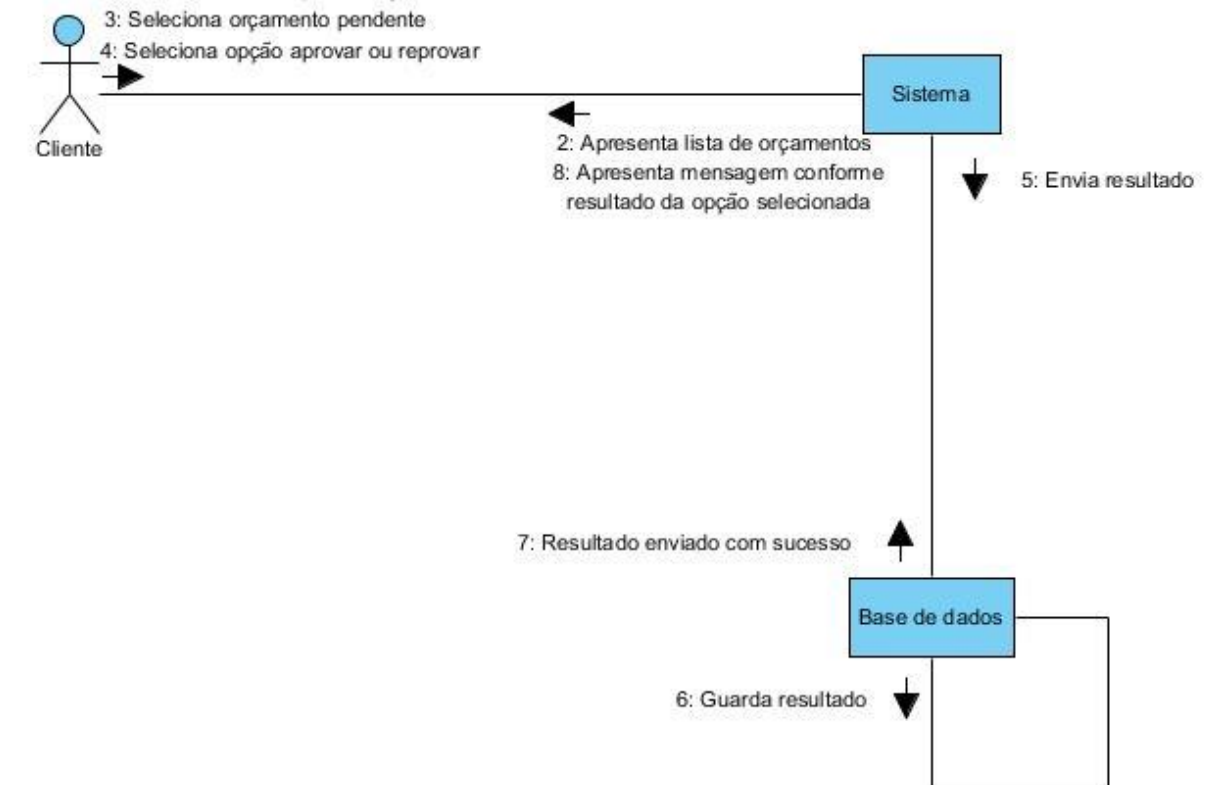 3: Seleciona orçamento pendente
4: Seleciona opção aprovar ou reprovar
Cliente
Sistema
2: Apresenta lista de orçamentos
8: Apresenta mensagem conforme
resultado da opção selecionada
5: Envia resultado
7: Resultado enviado com sucesso
Base de dados
6: Guarda resultado